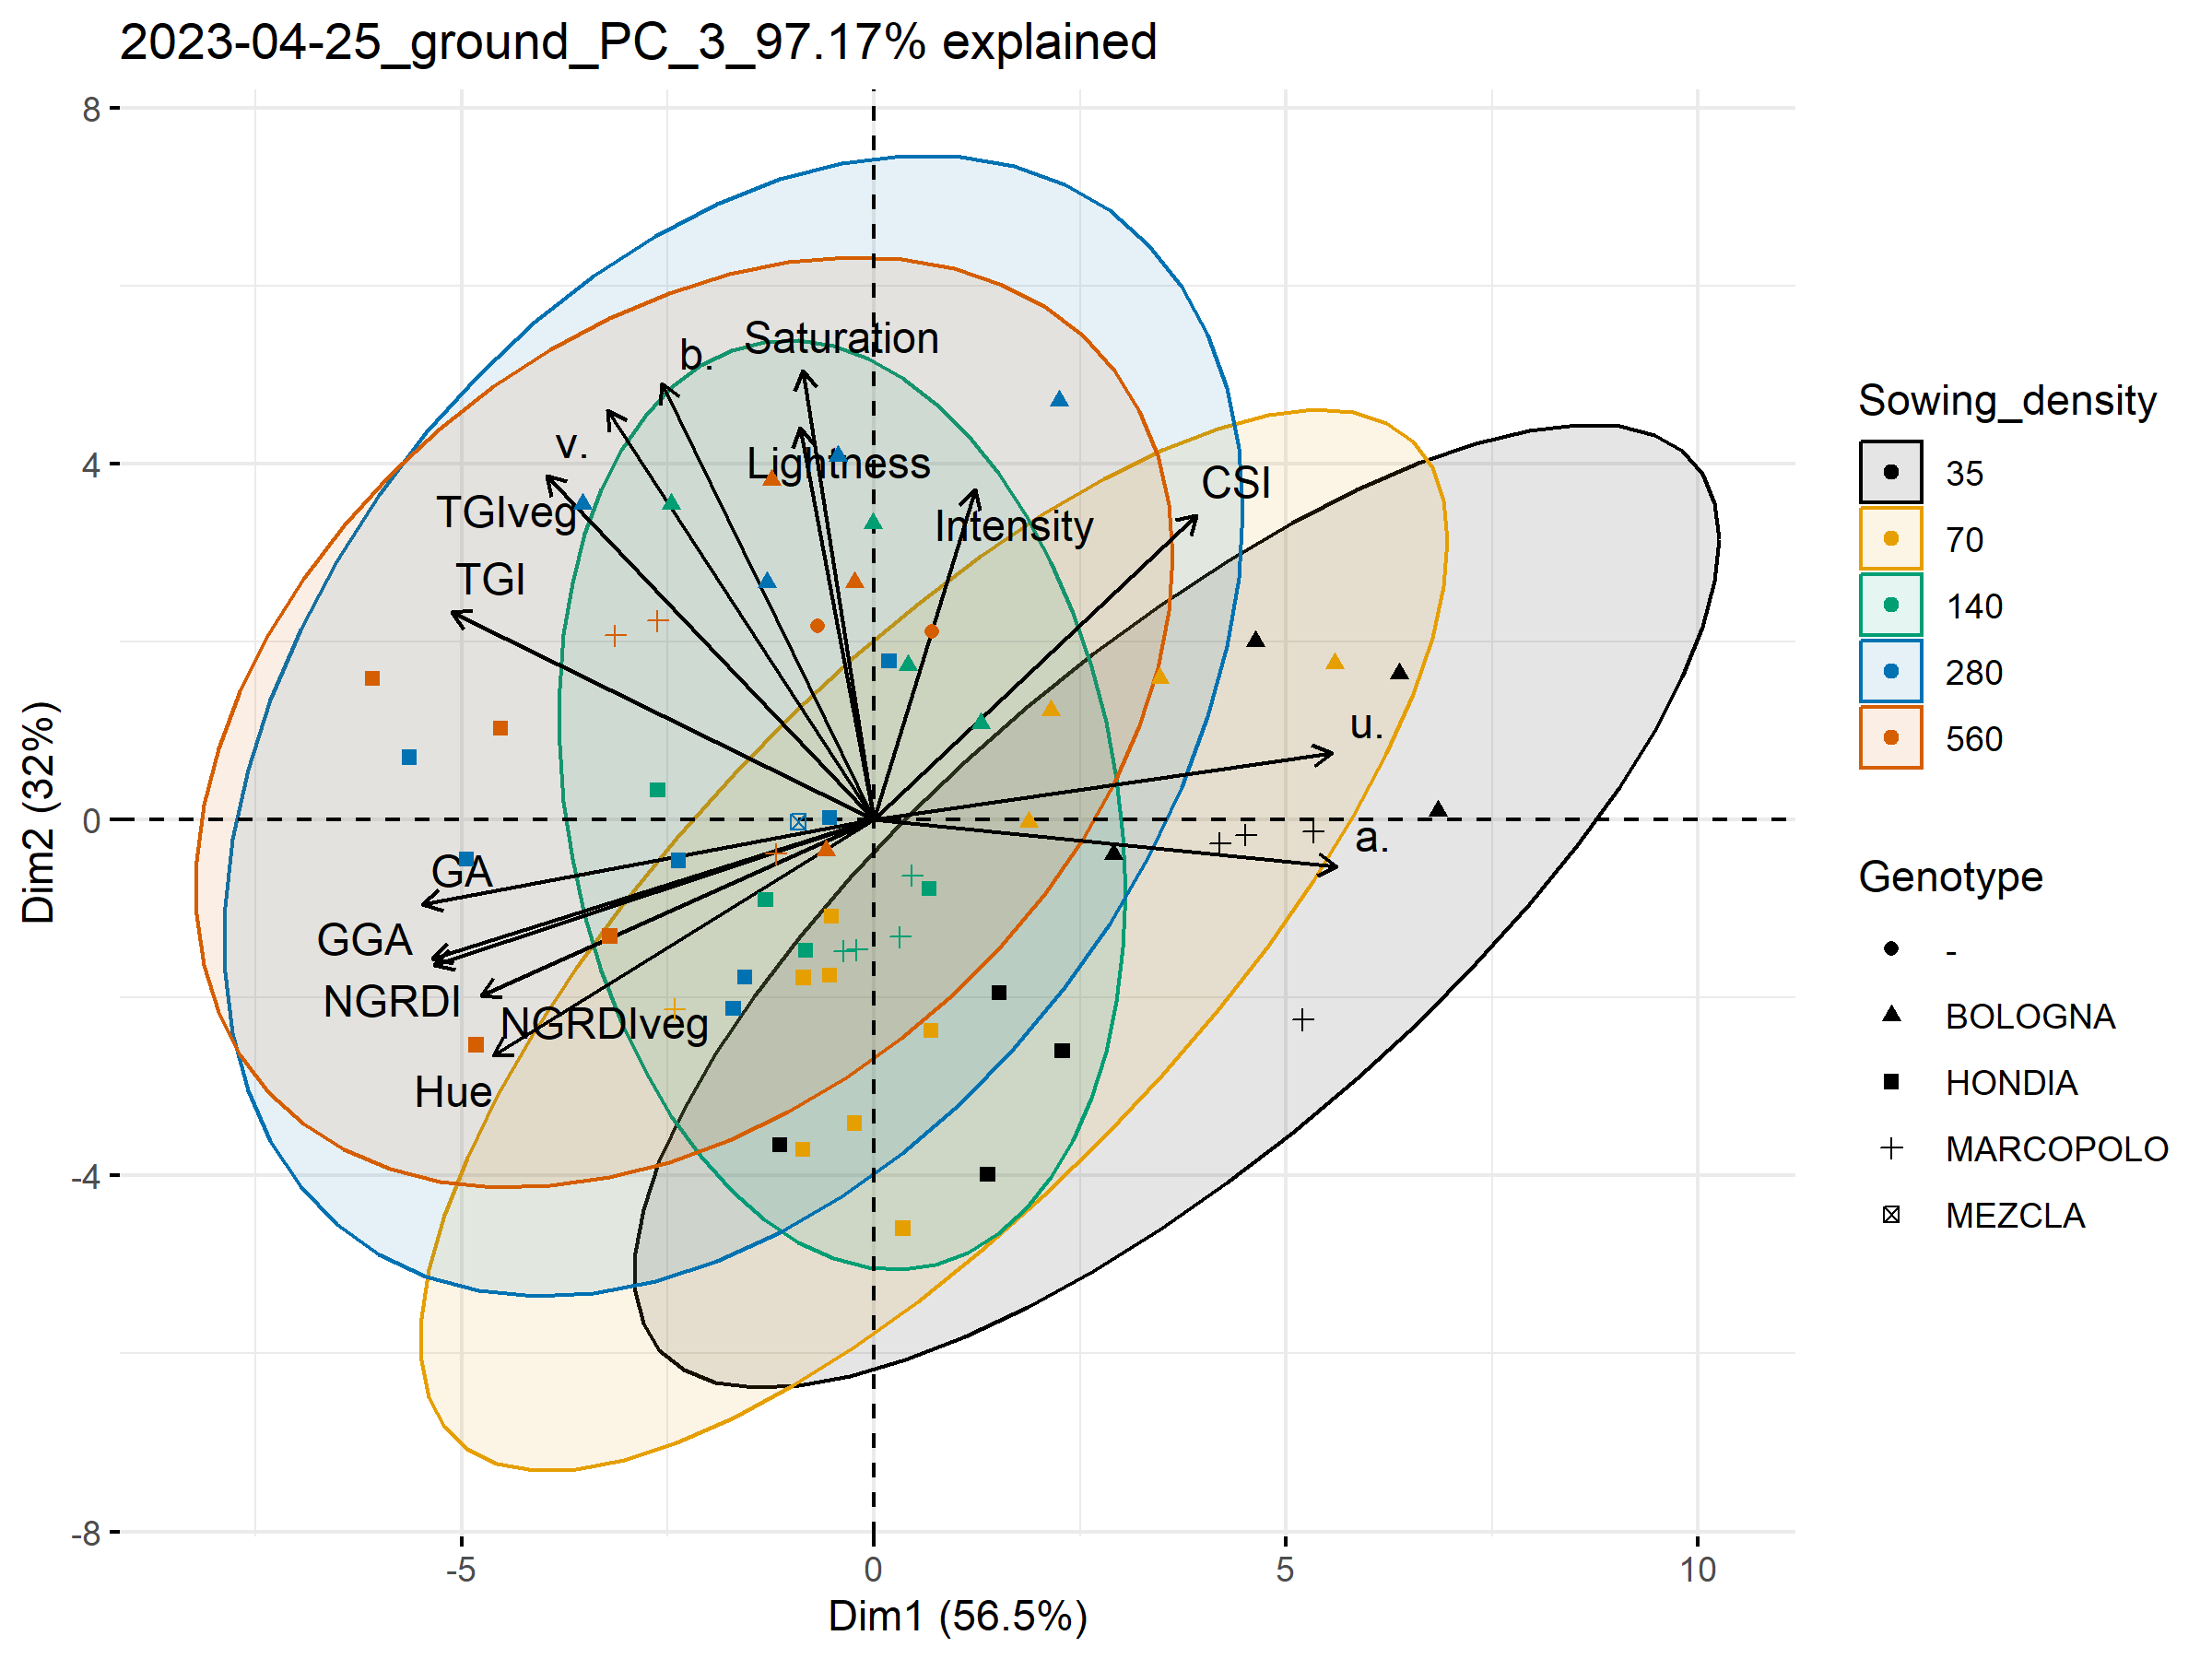 2023-04-25_ground_PC_3_97.17% explained
8
4
0
-4
-8
Dim2 (32%)
-5
0
5
10
Dim1 (56.5%)
Saturation
b.
v.
Lightness
CSI
TGIveg
Intensity
TGI
u.
a.
GA
GGA
NGRDI
NGRDIveg
Hue
Sowing_density
35
70
140
280
560
Genotype
-
BOLOGNA
HONDIA
MARCOPOLO
MEZCLA